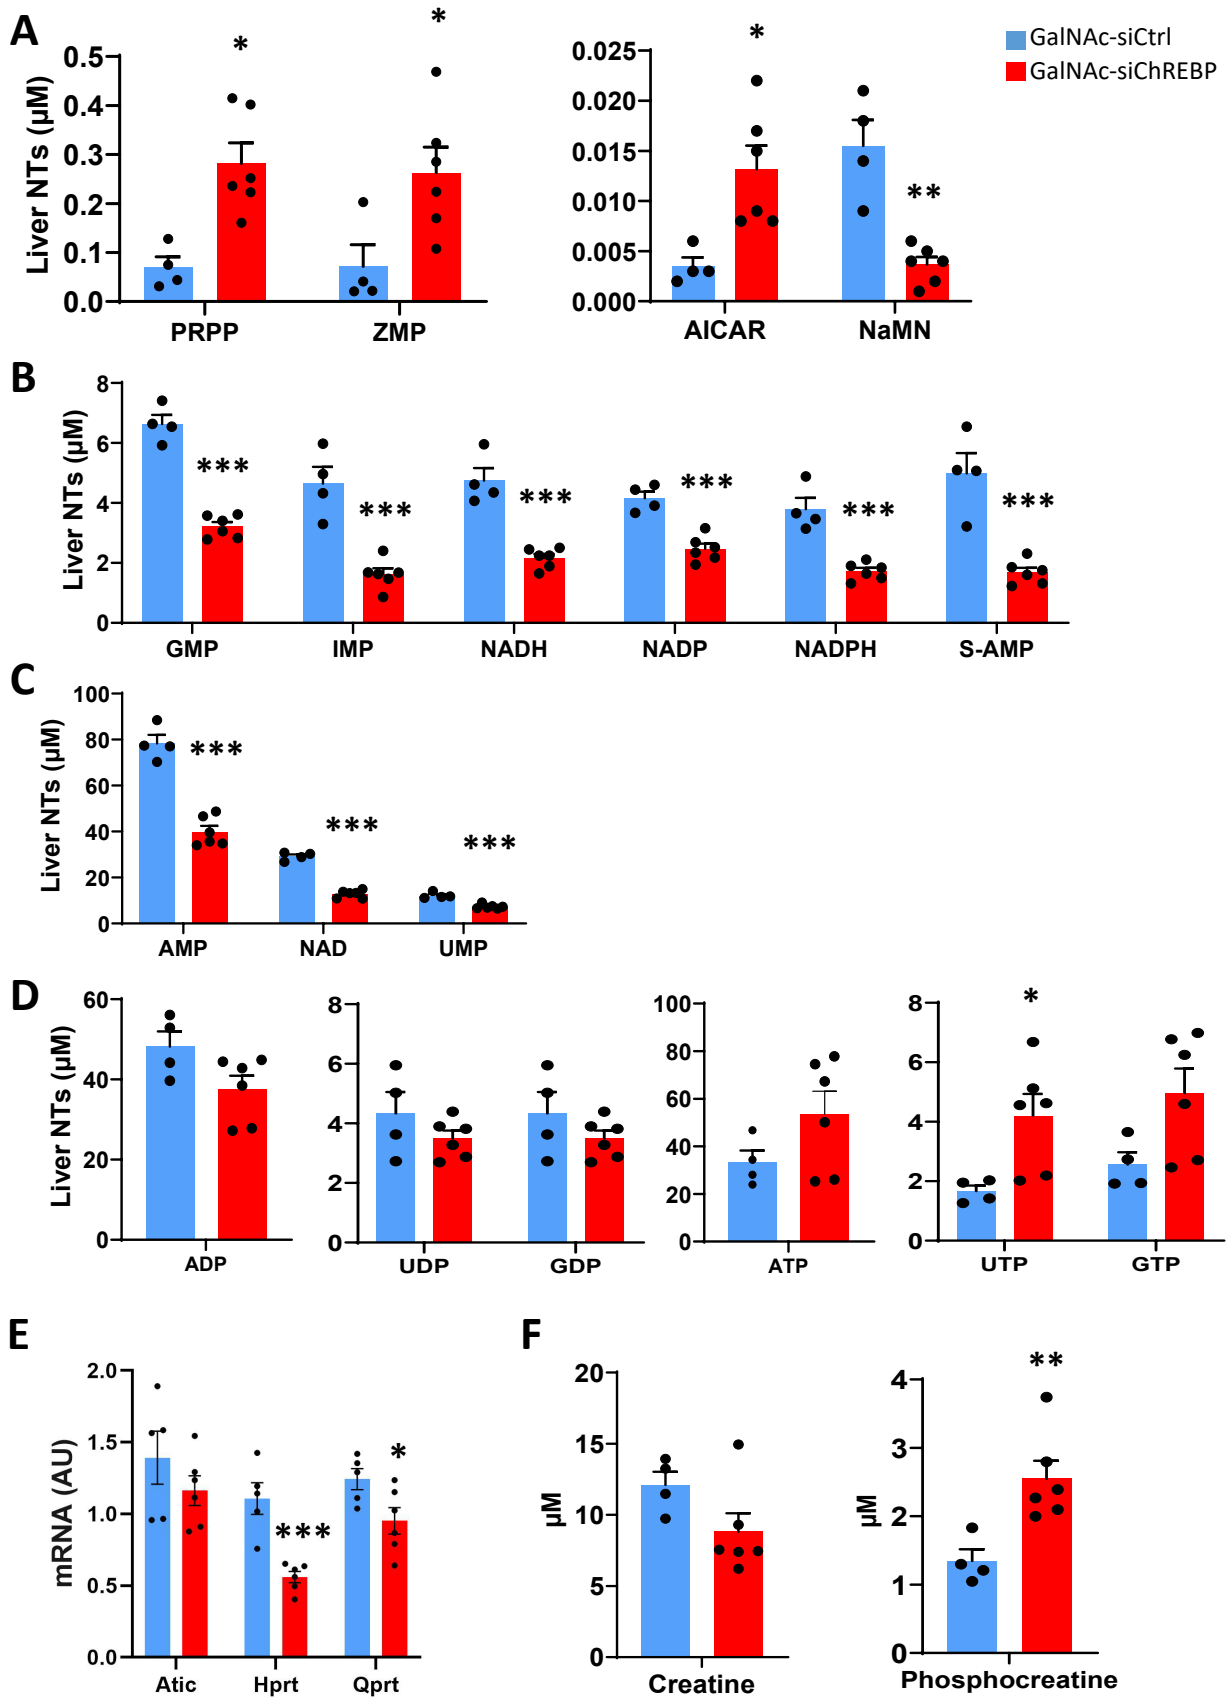 A
GalNAc-siCtrl
GalNAc-siChREBP
Liver NTs (µM)
0.5
0.4
0.3
0.2
0.1
0.0
*
*
PRPP
ZMP
0.025
0.020
0.015
0.010
0.005
0.000
*
**
AICAR
NaMN
B
Liver NTs (µM)
8
6
4
2
0
***
***
***
***
***
***
GMP
IMP
NADH
NADP
NADPH
S-AMP
C
Liver NTs (µM)
100
80
60
40
20
0
***
***
***
AMP
NAD
UMP
D
Liver NTs (µM)
60
40
20
0
ADP
8
6
4
2
0
UDP
GDP
100
80
60
40
20
0
ATP
8
6
4
2
0
*
UTP
GTP
E
mRNA (AU)
2.0
1.5
1.0
0.5
0.0
***
*
Atic
Hprt
Qprt
F
µM
20
15
10
5
0
Creatine
µM
4
3
2
1
0
**
Phosphocreatine